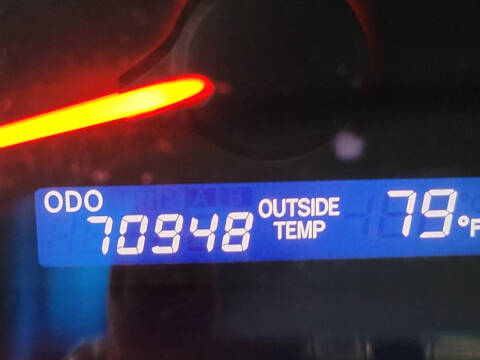 ODO 70948 OUTSIDE TEMP 79°F